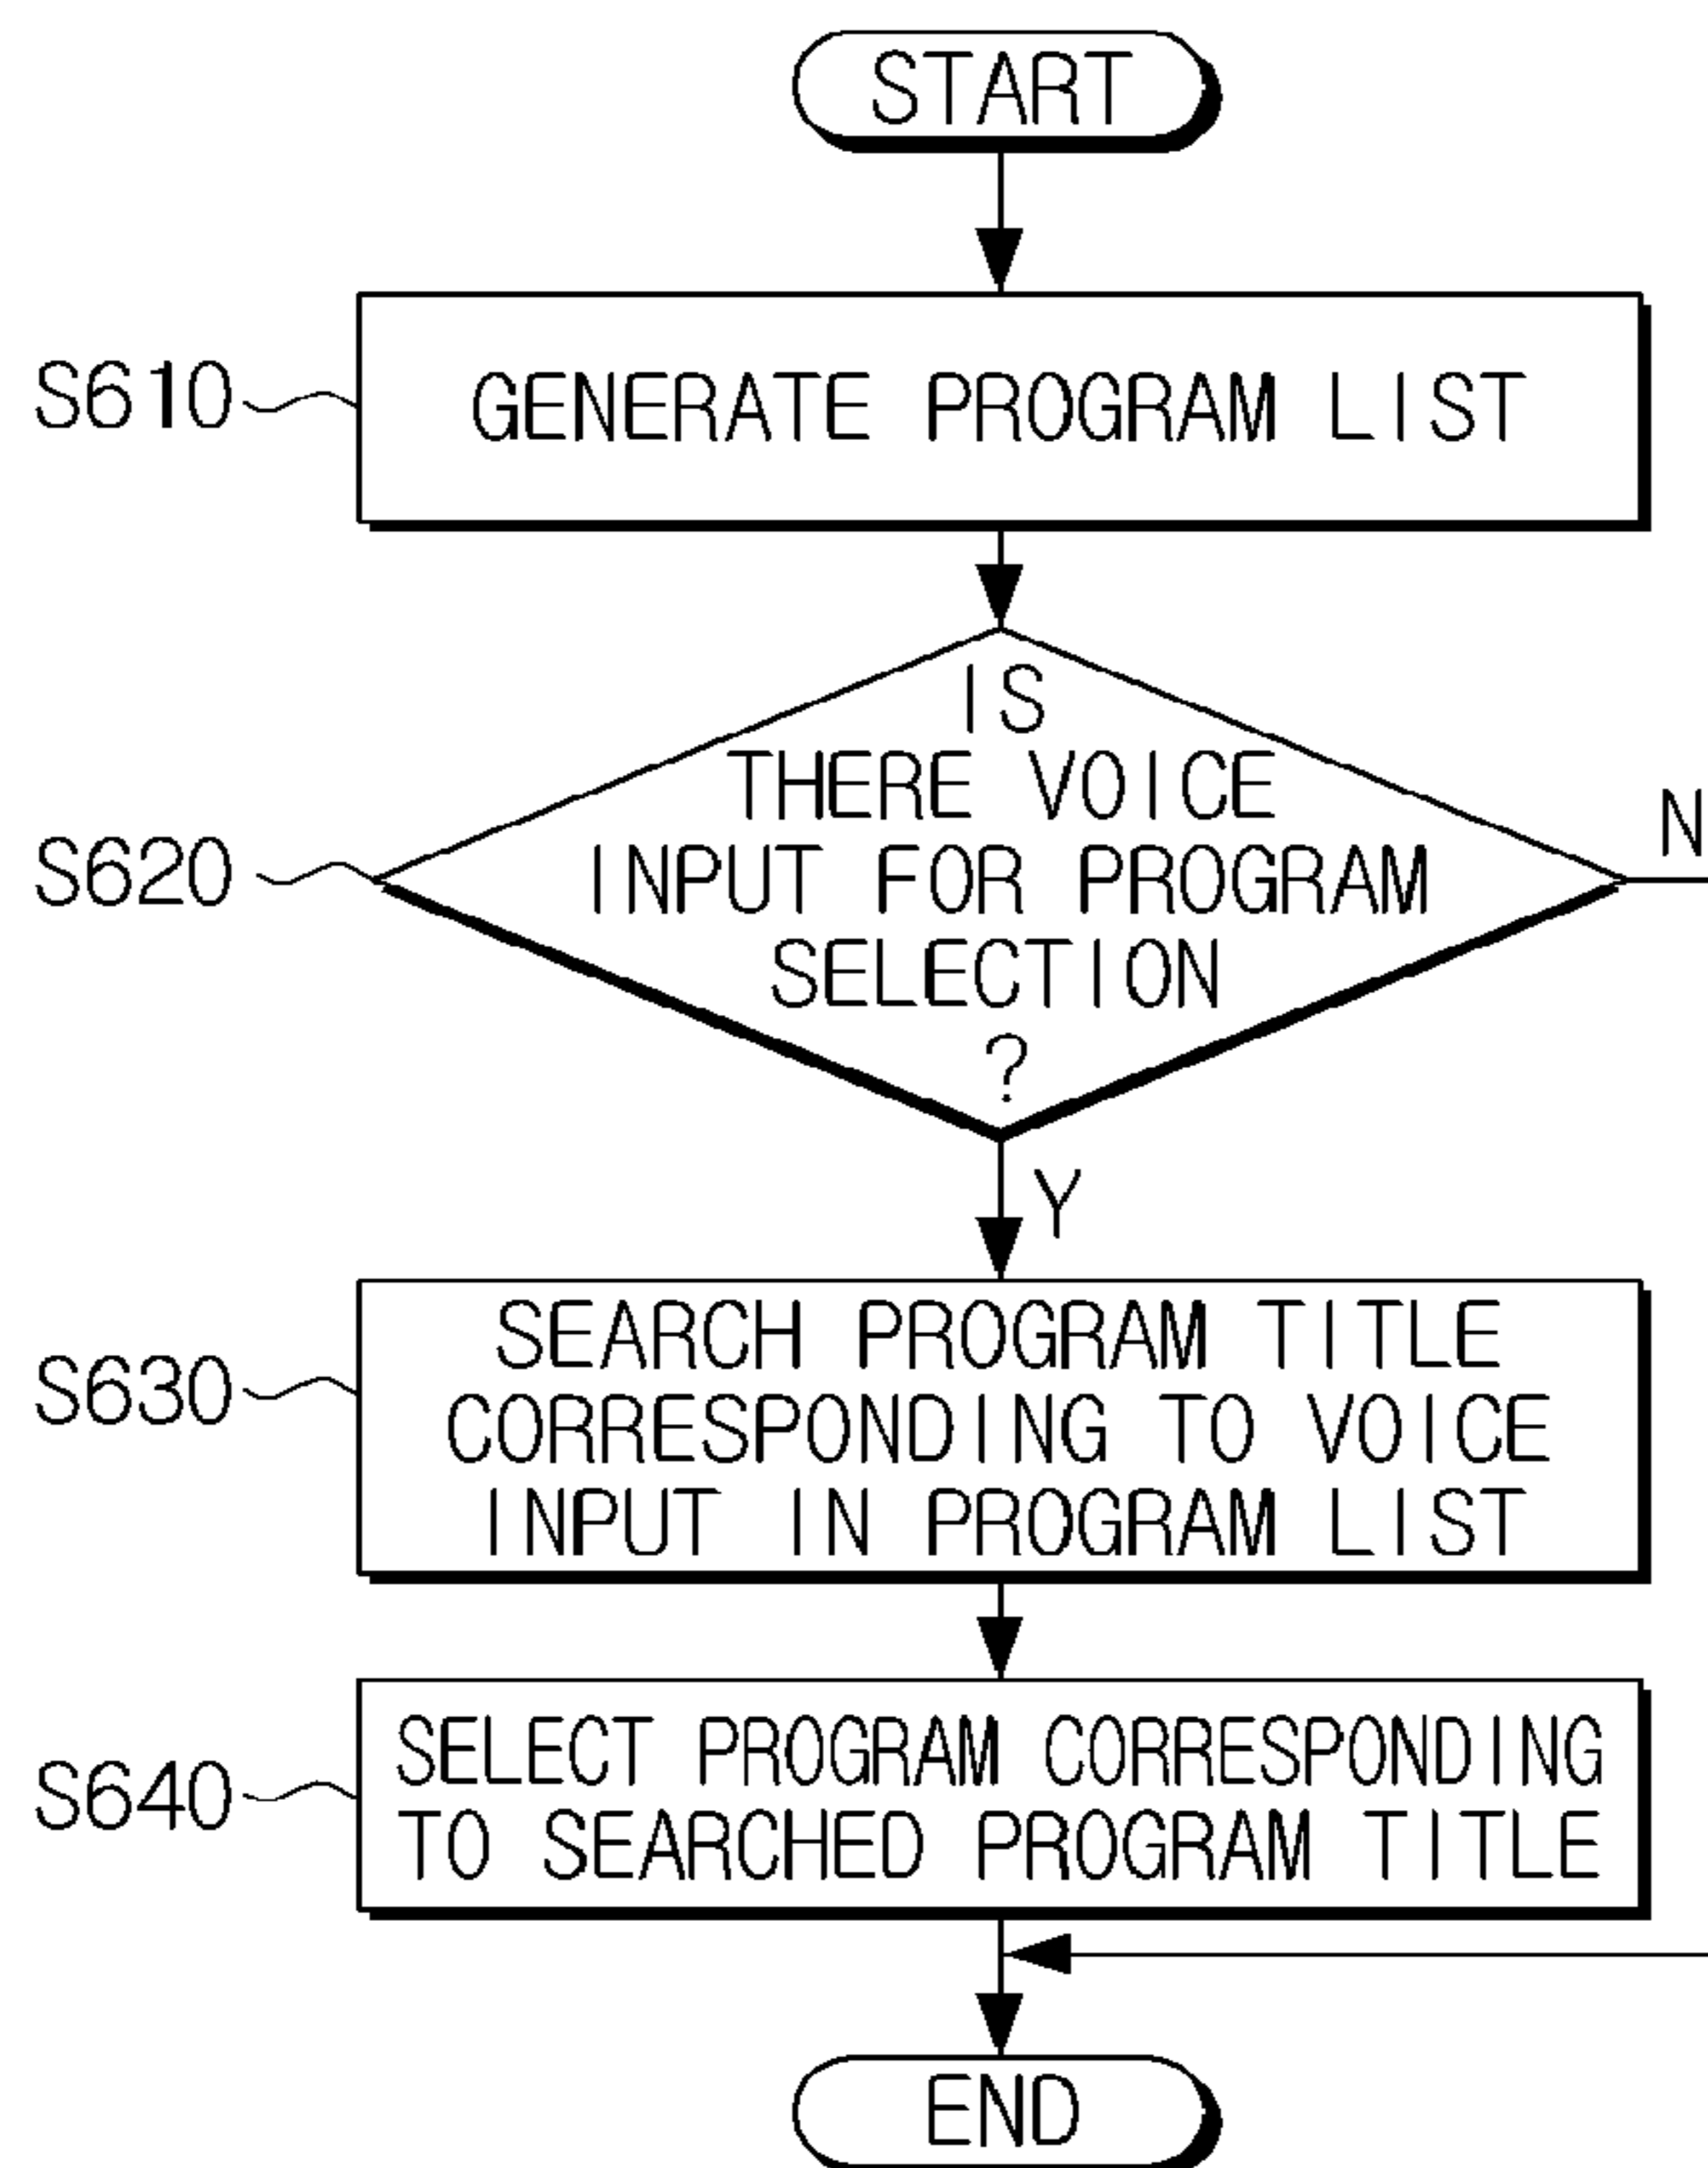 START
S610
GENERATE PROGRAM LIST
IS
THERE VOICE
INPUT FOR PROGRAM
SELECTION
?
S620
N
Y
S630
SEARCH PROGRAM TITLE
CORRESPONDING TO VOICE
INPUT IN PROGRAM LIST
S640
SELECT PROGRAM CORRESPONDING
TO SEARCHED PROGRAM TITLE
END